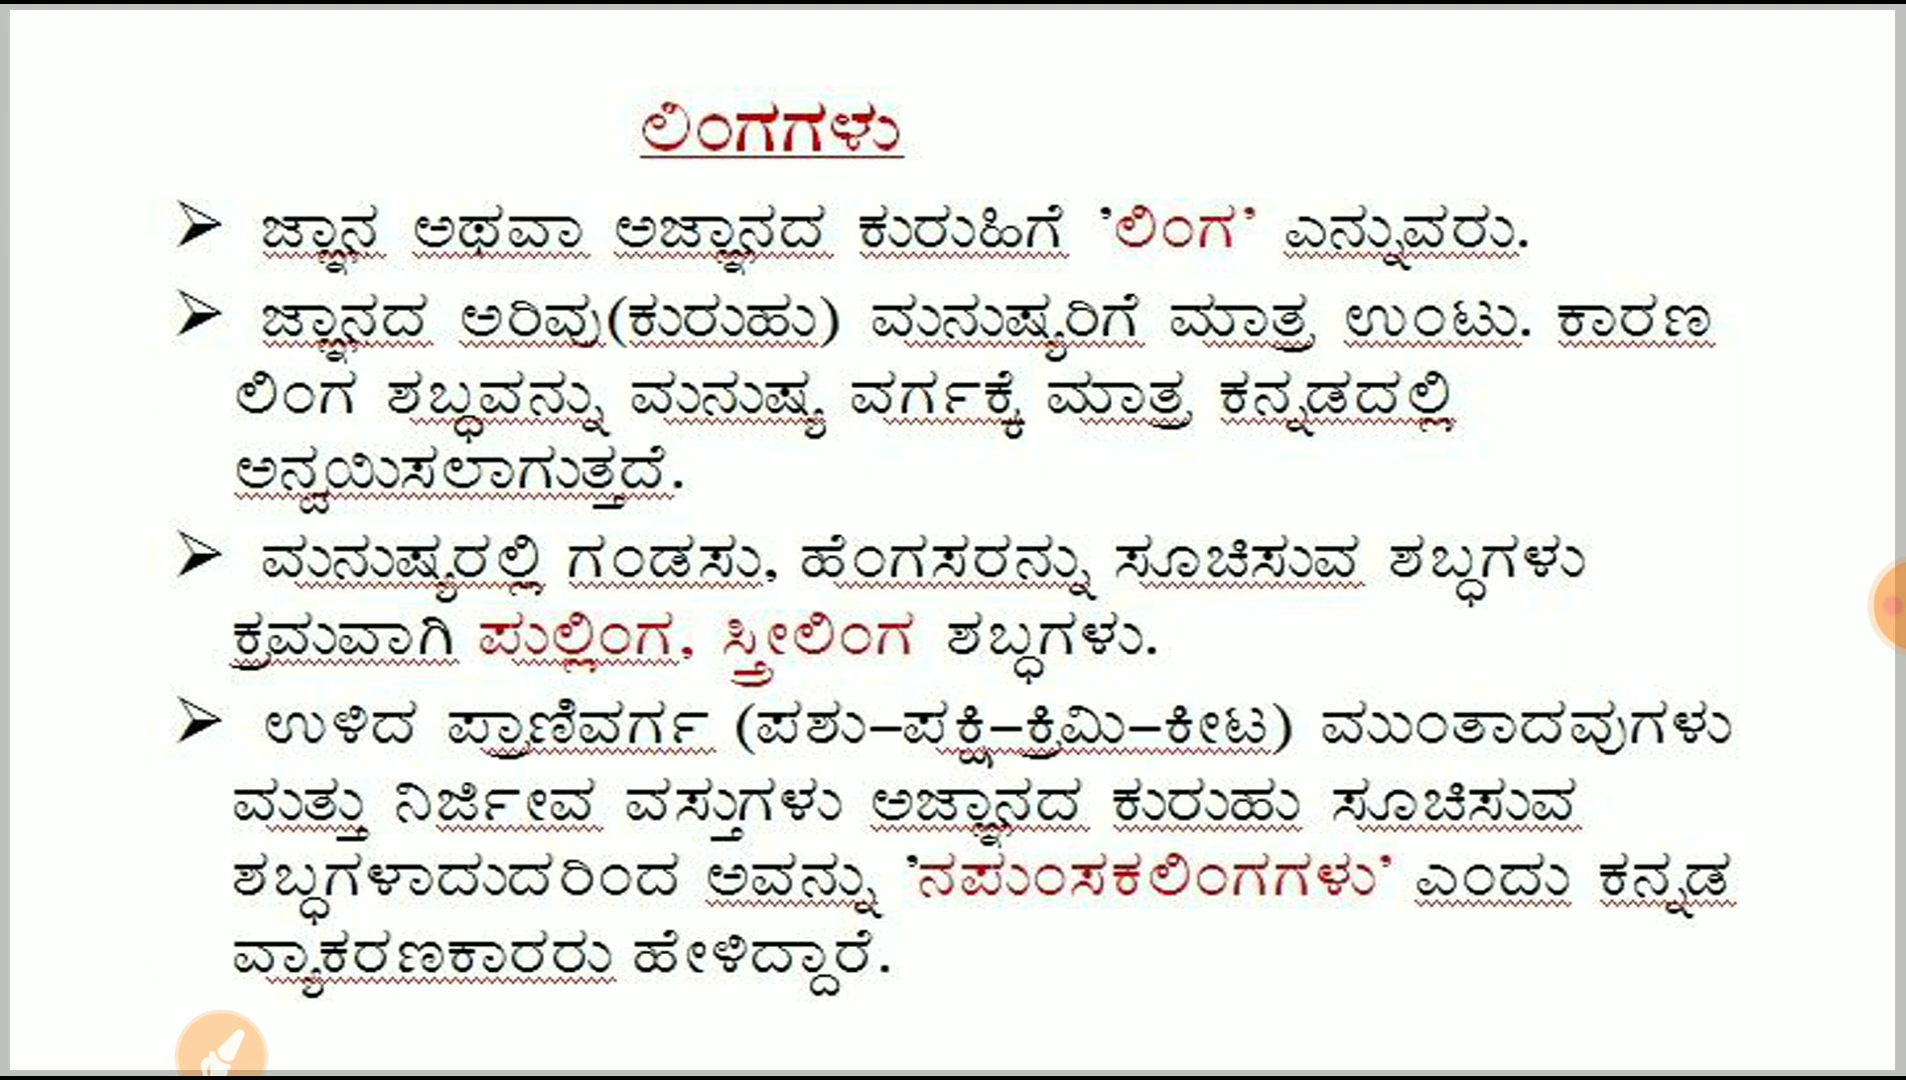 ಲಿಂಗಗಳು
➢ ಜ್ಞಾನ ಅಥವಾ ಅಜ್ಞಾನದ ಕುರುಹಿಗೆ 'ಲಿಂಗ' ಎನ್ನುವರು.
➢ ಜ್ಞಾನದ ಅರಿವು(ಕುರುಹು) ಮನುಷ್ಯರಿಗೆ ಮಾತ್ರ ಉಂಟು. ಕಾರಣ
ಲಿಂಗ ಶಬ್ಧವನ್ನು ಮನುಷ್ಯ ವರ್ಗಕ್ಕೆ ಮಾತ್ರ ಕನ್ನಡದಲ್ಲಿ
ಅನ್ವಯಿಸಲಾಗುತ್ತದೆ.
➢ ಮನುಷ್ಯರಲ್ಲಿ ಗಂಡಸು, ಹೆಂಗಸರನ್ನು ಸೂಚಿಸುವ ಶಬ್ಧಗಳು
ಕ್ರಮವಾಗಿ ಪುಲ್ಲಿಂಗ, ಸ್ತ್ರೀಲಿಂಗ ಶಬ್ಧಗಳು.
➢ ಉಳಿದ ಪ್ರಾಣಿವರ್ಗ (ಪಶು–ಪಕ್ಷಿ–ಕ್ರಿಮಿ–ಕೀಟ) ಮುಂತಾದವುಗಳು
ಮತ್ತು ನಿರ್ಜೀವ ವಸ್ತುಗಳು ಅಜ್ಞಾನದ ಕುರುಹು ಸೂಚಿಸುವ
ಶಬ್ಧಗಳಾದುದರಿಂದ ಅವನ್ನು 'ನಪುಂಸಕಲಿಂಗಗಳು' ಎಂದು ಕನ್ನಡ
ವ್ಯಾಕರಣಕಾರರು ಹೇಳಿದ್ದಾರೆ.